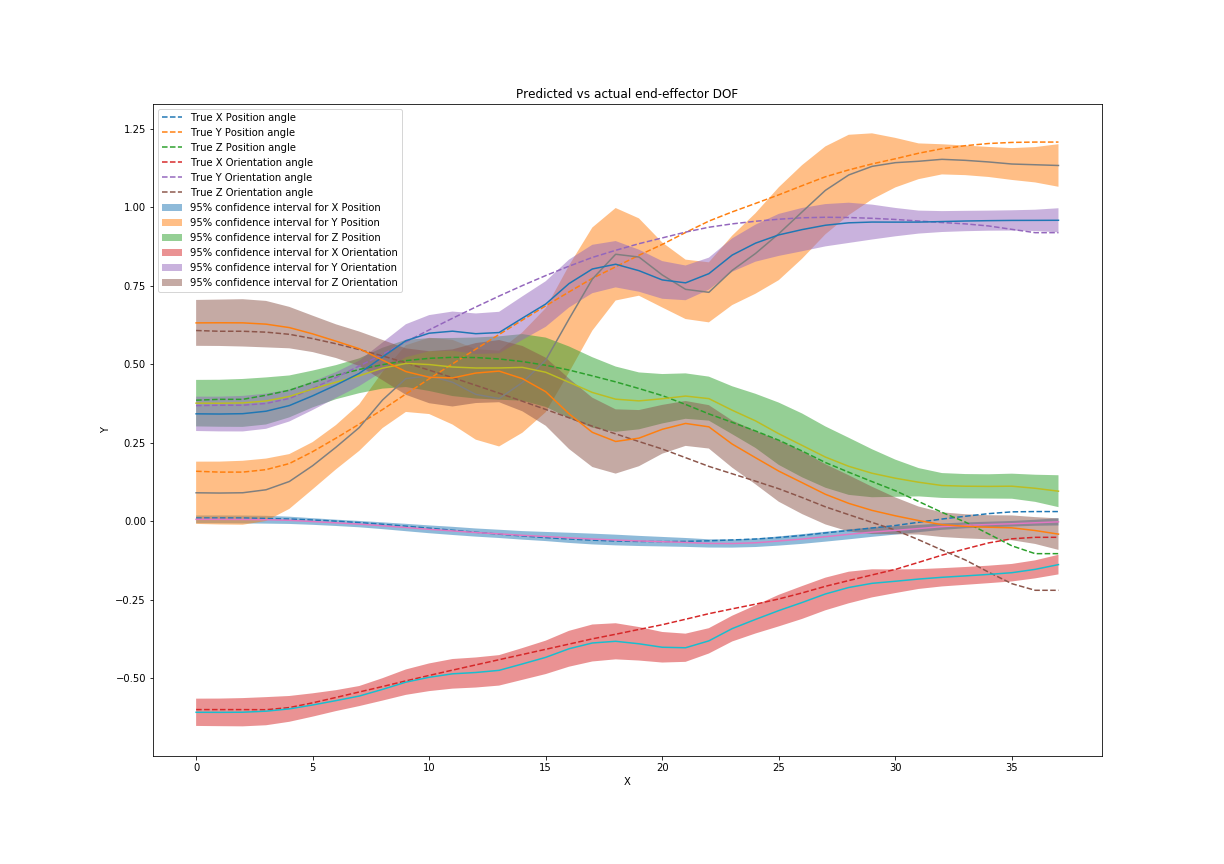 Predicted vs actual end-effector DOF
True X Position angle
True Y Position angle
True Z Position angle
True X Orientation angle
True Y Orientation angle
True Z Orientation angle
95% confidence interval for X Position
95% confidence interval for Y Position
95% confidence interval for Z Position
95% confidence interval for X Orientation
95% confidence interval for Y Orientation
95% confidence interval for Z Orientation
1.25
1.00
0.75
0.50
0.25
0.00
−0.25
−0.50
Y
0 5 10 15 20 25 30 35
X